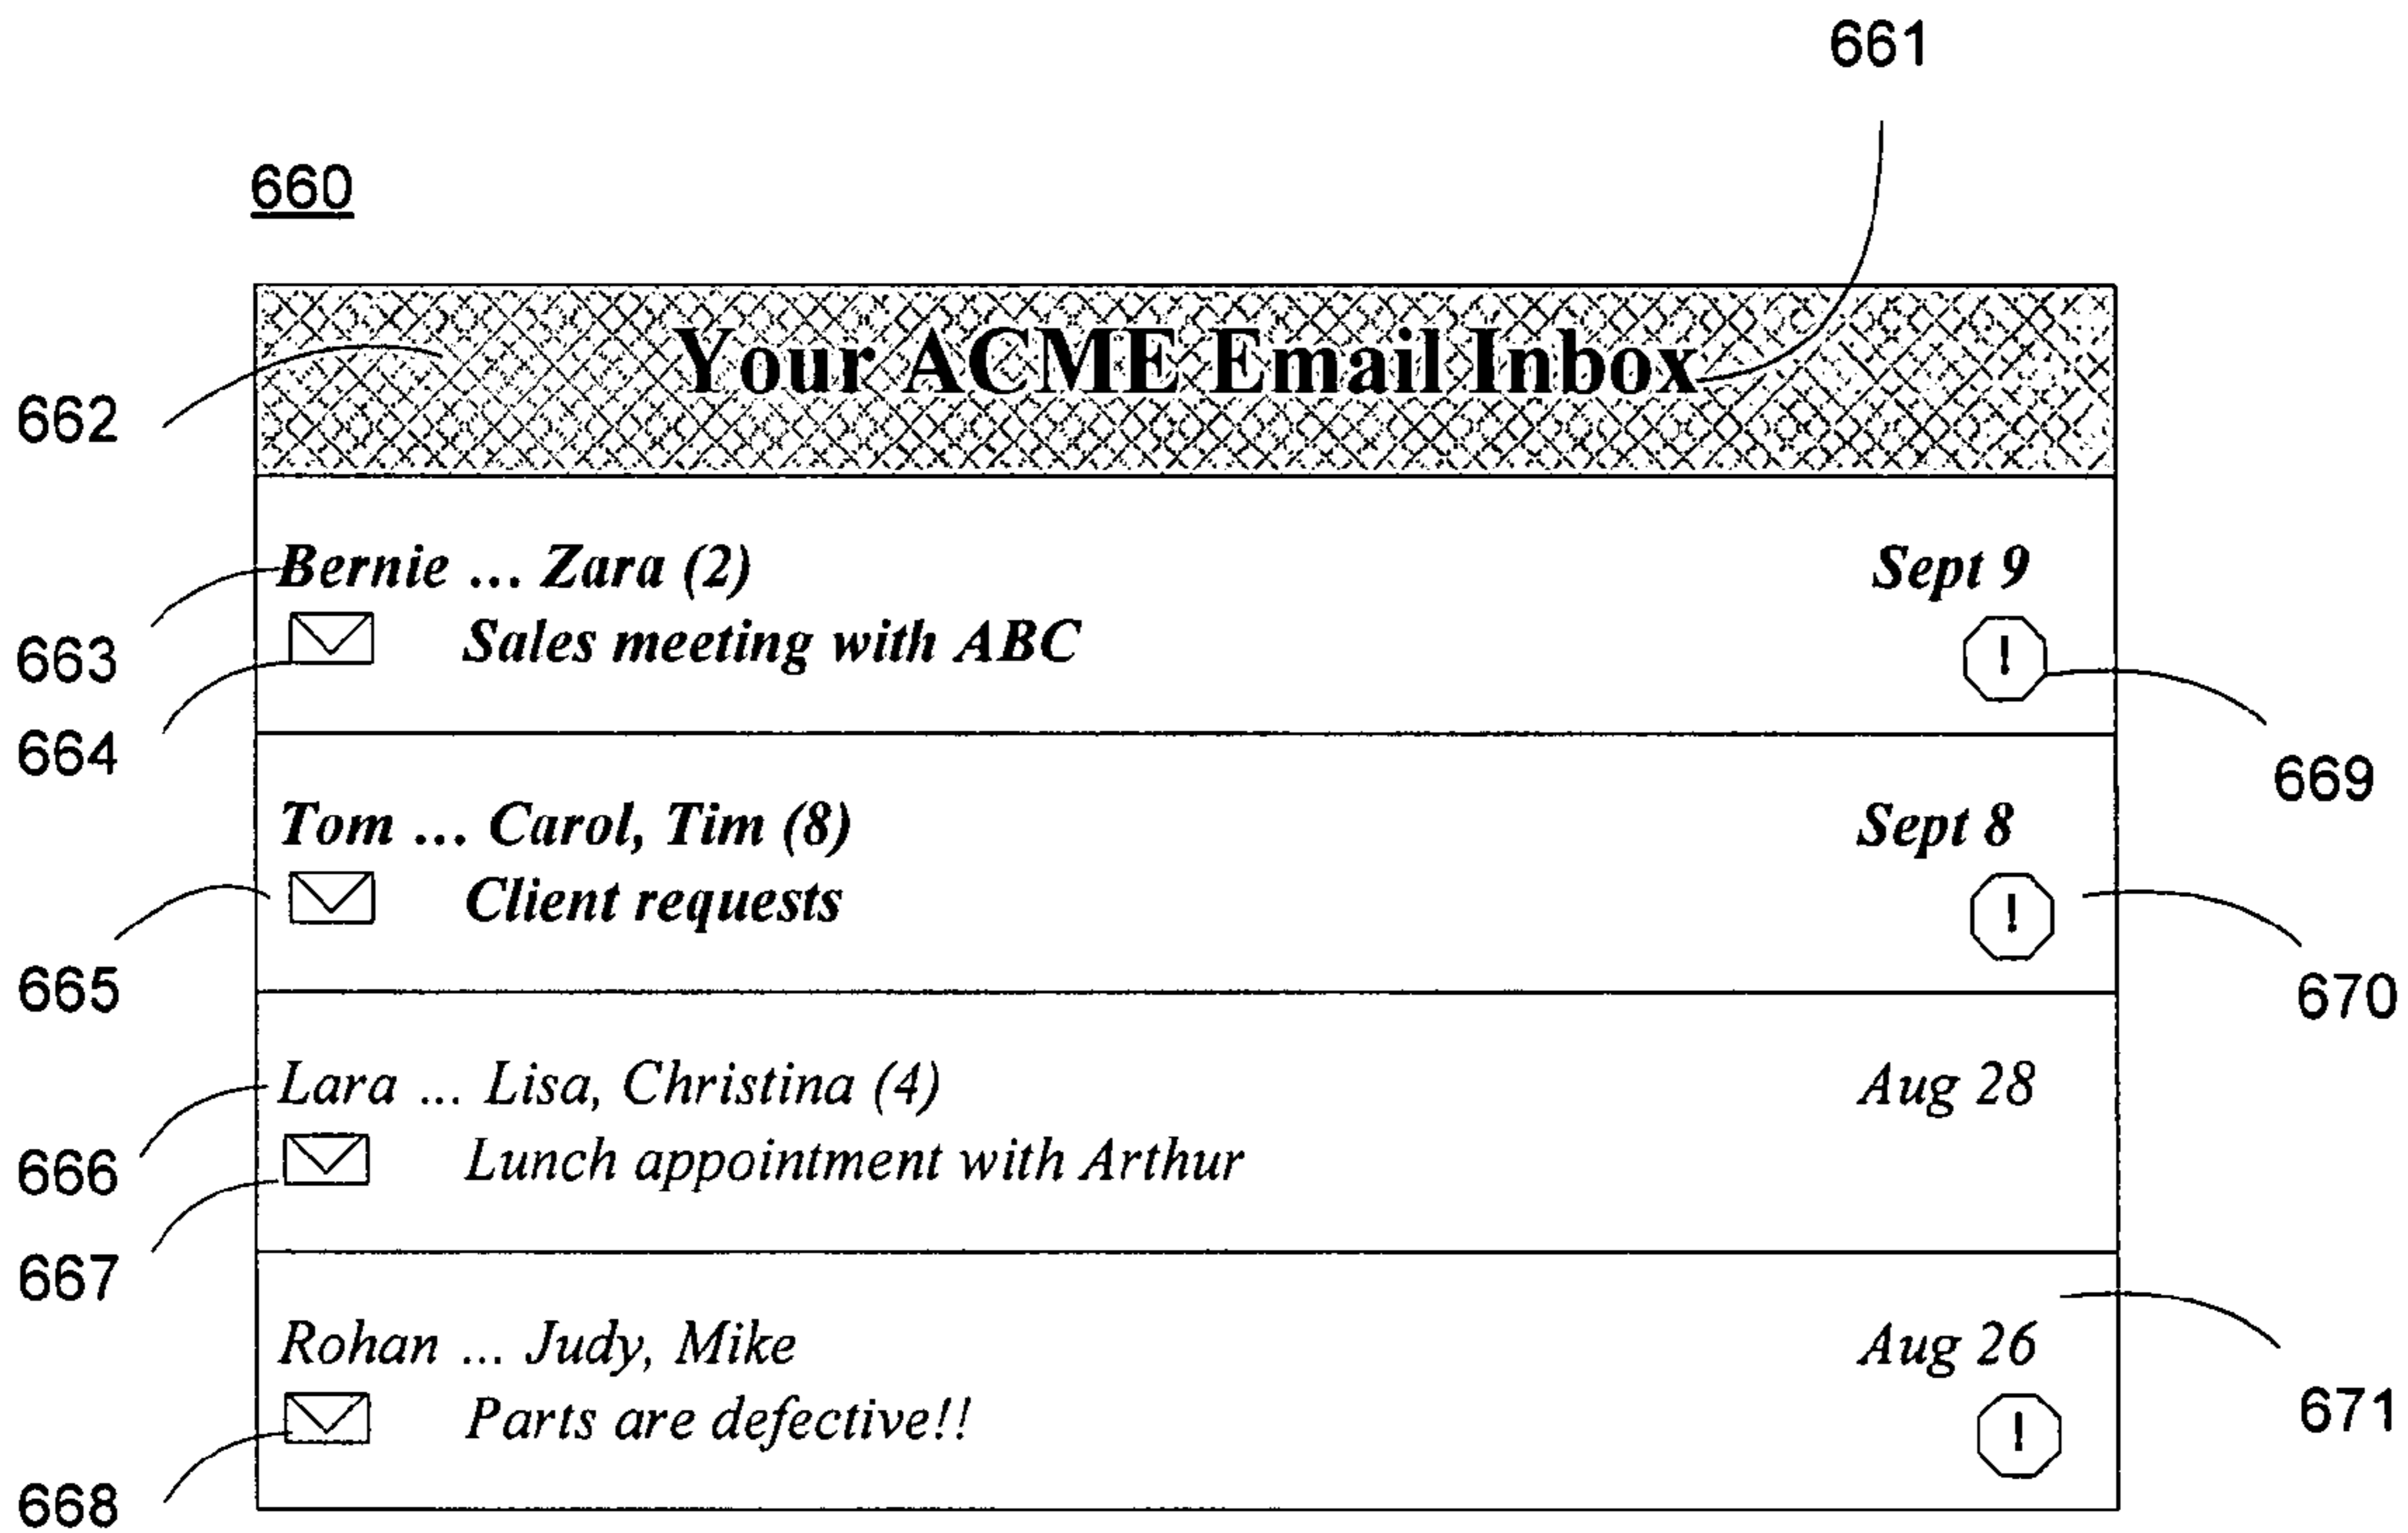 661
660
Your ACME Email Inbox
662
Bernie ... Zara (2) Sept 9
663
Sales meeting with ABC !
664
669
Tom ... Carol, Tim (8) Sept 8
Client requests !
665
670
Lara ... Lisa, Christina (4) Aug 28
666
Lunch appointment with Arthur
667
Rohan ... Judy, Mike Aug 26
671
Parts are defective!! !
668